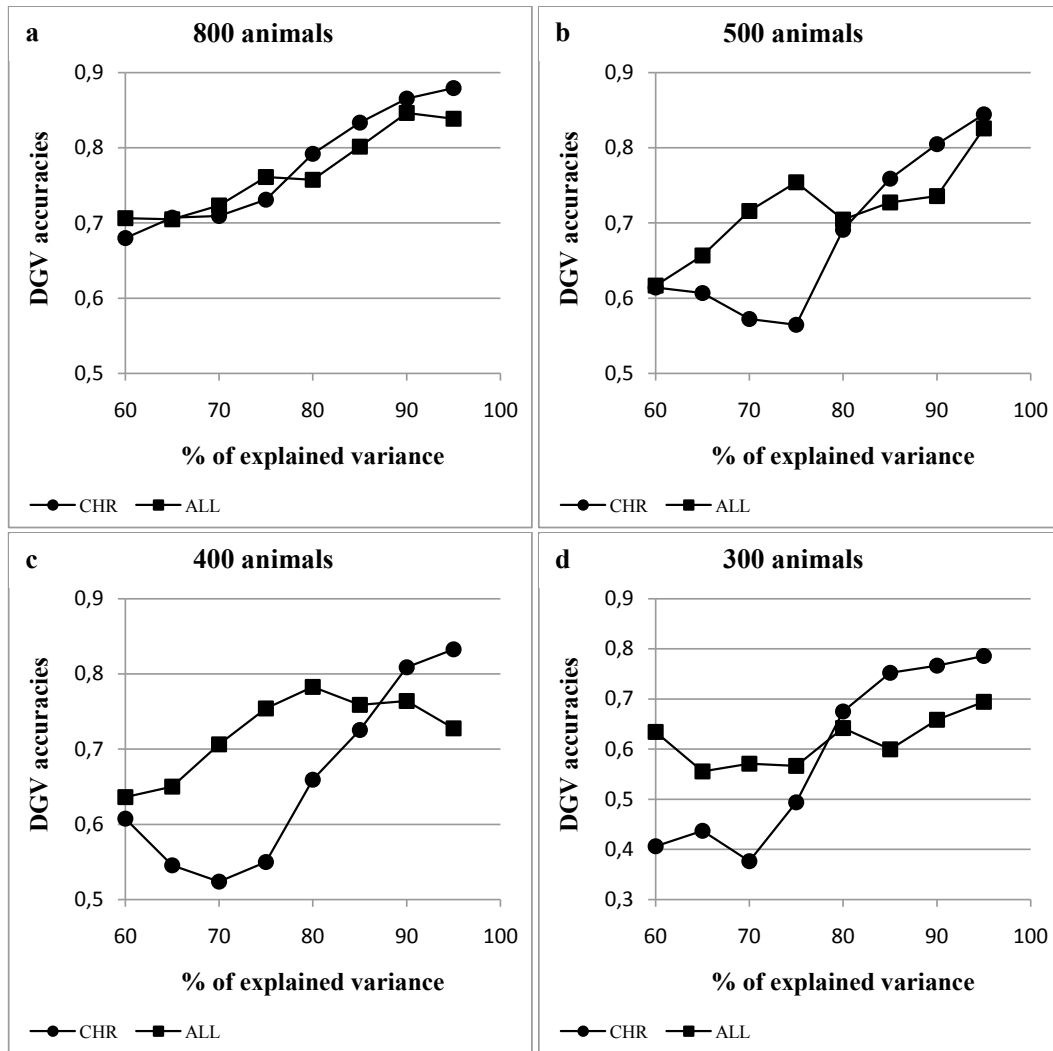 a 800 animals
0,9
0,8
0,7
0,6
0,5
DGV accuracies
60 70 80 90 100
% of explained variance
CHR ALL
b 500 animals
0,9
0,8
0,7
0,6
0,5
DGV accuracies
60 70 80 90 100
% of explained variance
CHR ALL
c 400 animals
0,9
0,8
0,7
0,6
0,5
DGV accuracies
60 70 80 90 100
% of explained variance
CHR ALL
d 300 animals
0,9
0,8
0,7
0,6
0,5
0,4
0,3
DGV accuracies
60 70 80 90 100
% of explained variance
CHR ALL